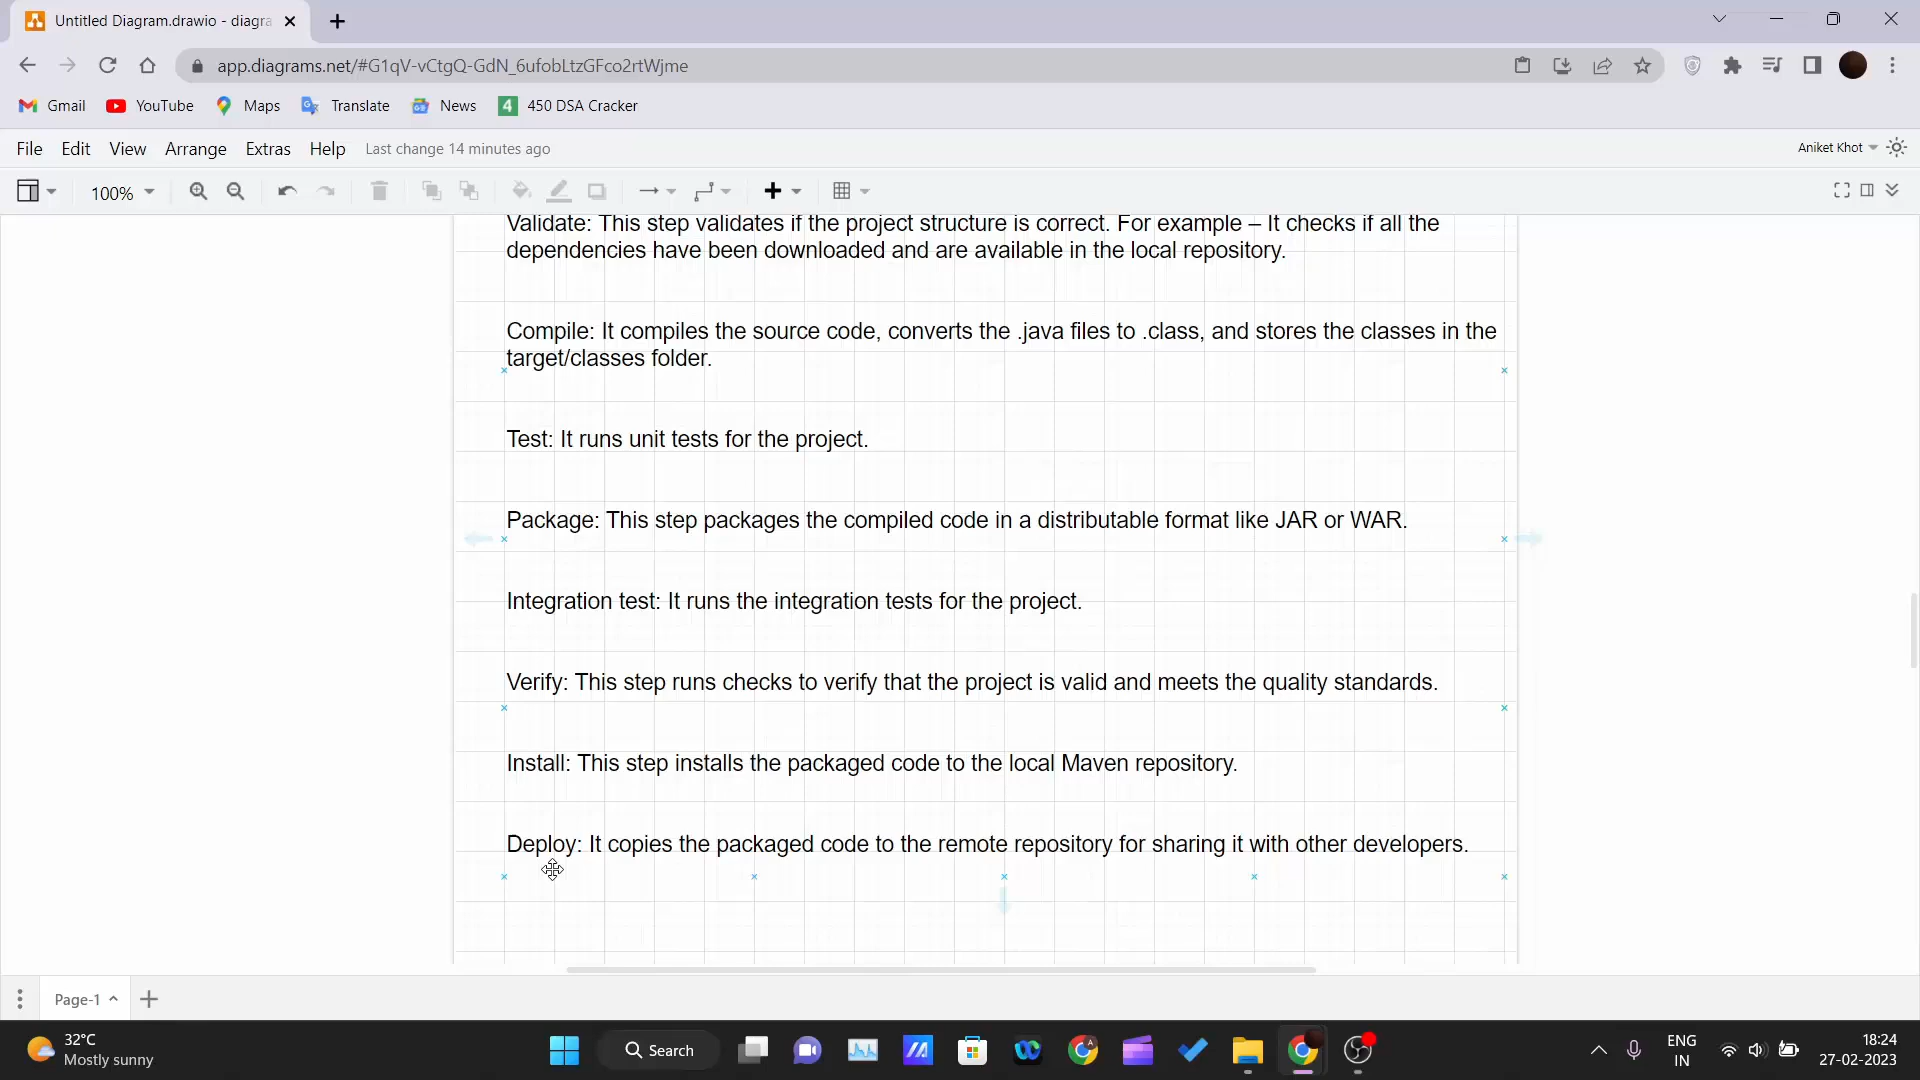 Untitled Diagram.drawio - diagra
app.diagrams.net/#G1qV-vCtgQ-GdN_6ufobLtzGFco2rtWjme
Gmail YouTube Maps Translate News 4 450 DSA Cracker
File Edit View Arrange Extras Help Last change 14 minutes ago Aniket Khot
100%
Validate: This step validates if the project structure is correct. For example – It checks if all the
dependencies have been downloaded and are available in the local repository.
Compile: It compiles the source code, converts the .java files to .class, and stores the classes in the
target/classes folder.
Test: It runs unit tests for the project.
Package: This step packages the compiled code in a distributable format like JAR or WAR.
Integration test: It runs the integration tests for the project.
Verify: This step runs checks to verify that the project is valid and meets the quality standards.
Install: This step installs the packaged code to the local Maven repository.
Deploy: It copies the packaged code to the remote repository for sharing it with other developers.
Page-1
32°C
Mostly sunny
Search
ENG
IN
18:24
27-02-2023